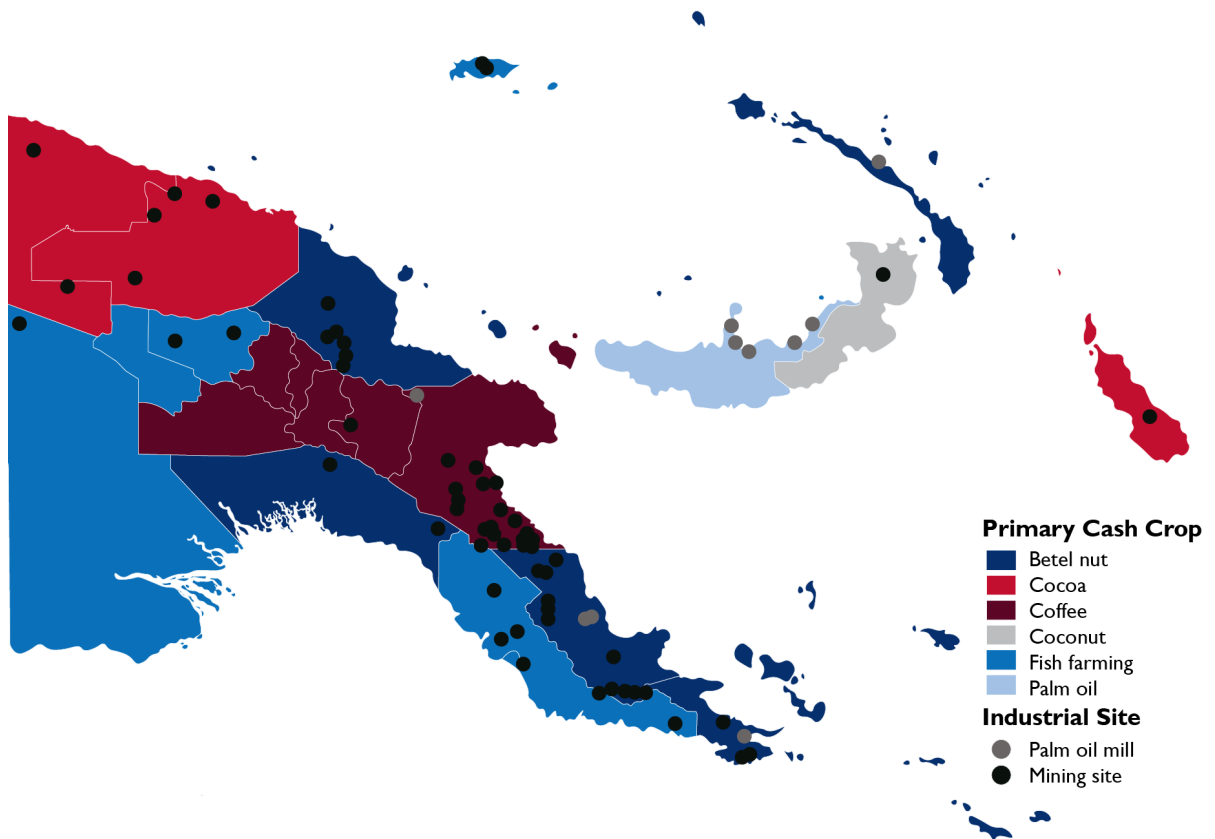 Primary Cash Crop
Betel nut
Cocoa
Coffee
Coconut
Fish farming
Palm oil
Industrial Site
Palm oil mill
Mining site